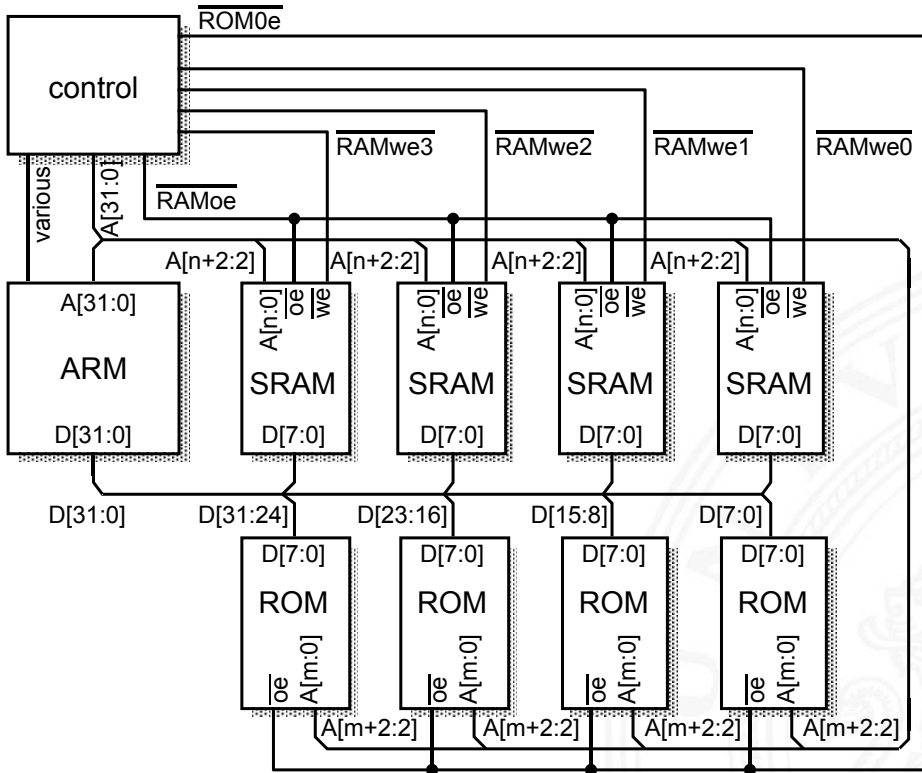 ROM0e
control
RAMwe3
RAMwe2
RAMwe1
RAMwe0
various
A[31:0]
RAMoe
A[n+2:2]
A[n+2:2]
A[n+2:2]
A[n+2:2]
A[31:0]
ARM
D[31:0]
A[n:0]
oe
we
SRAM
D[7:0]
A[n:0]
oe
we
SRAM
D[7:0]
A[n:0]
oe
we
SRAM
D[7:0]
A[n:0]
oe
we
SRAM
D[7:0]
D[31:0]
D[31:24]
D[23:16]
D[15:8]
D[7:0]
D[7:0]
ROM
oe
A[m:0]
D[7:0]
ROM
oe
A[m:0]
D[7:0]
ROM
oe
A[m:0]
D[7:0]
ROM
oe
A[m:0]
A[m+2:2]
A[m+2:2]
A[m+2:2]
A[m+2:2]